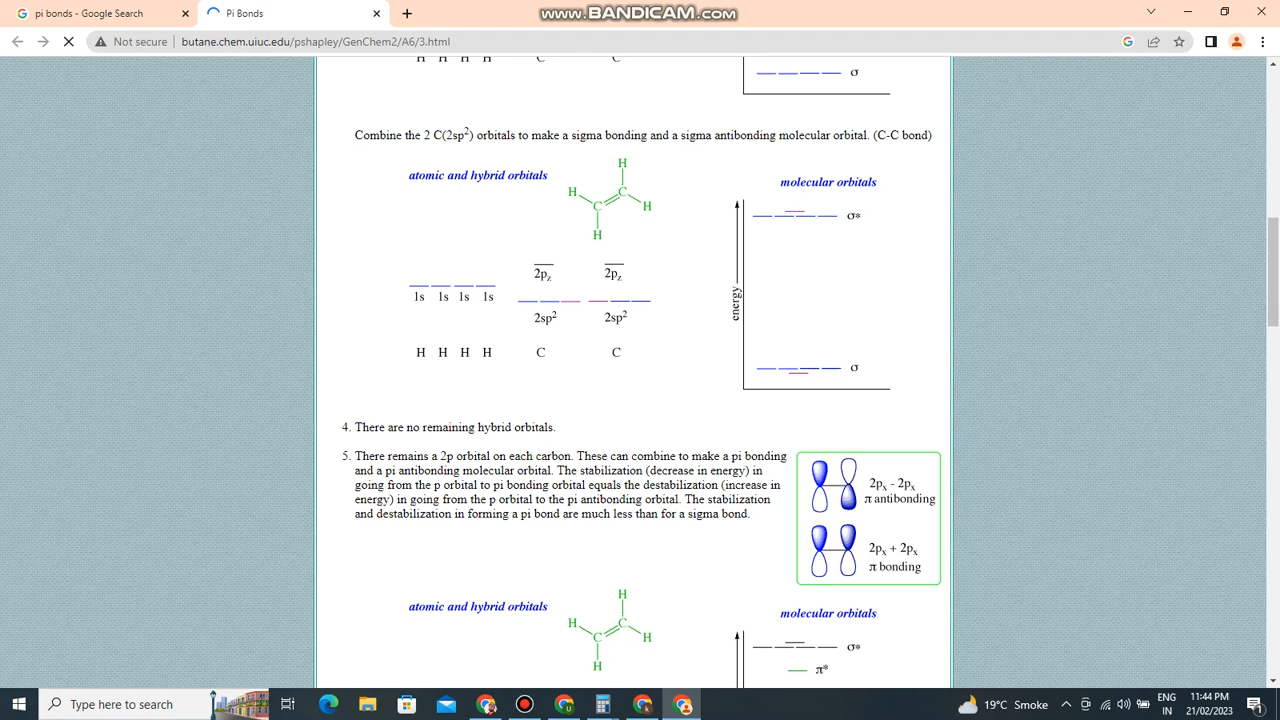 pi bonds - Google Search
Pi Bonds
www.BANDICAM.com
Not secure
butane.chem.uiuc.edu/pshapley/GenChem2/A6/3.html
H H H H C C
σ
Combine the 2 C(2sp²) orbitals to make a sigma bonding and a sigma antibonding molecular orbital. (C-C bond)
atomic and hybrid orbitals
molecular orbitals
H
H C
C H
H
σ*
2pz 2pz
1s 1s 1s 1s
2sp² 2sp²
energy
H H H H C C
σ
4. There are no remaining hybrid orbitals.
5. There remains a 2p orbital on each carbon. These can combine to make a pi bonding
and a pi antibonding molecular orbital. The stabilization (decrease in energy) in
going from the p orbital to pi bonding orbital equals the destabilization (increase in
energy) in going from the p orbital to the pi antibonding orbital. The stabilization
and destabilization in forming a pi bond are much less than for a sigma bond.
2px - 2px
π antibonding
2px + 2px
π bonding
atomic and hybrid orbitals
molecular orbitals
H
H C
C H
H
σ*
π*
Type here to search
19°C Smoke
ENG
IN
11:44 PM
21/02/2023